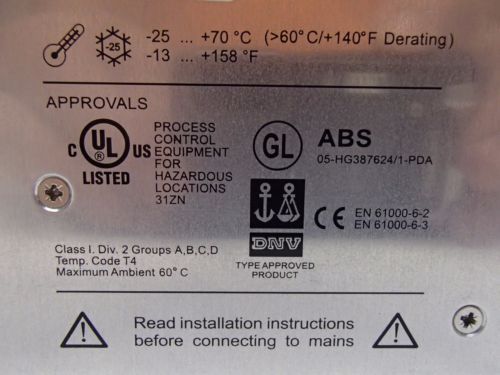 -25 ... +70 °C (>60°C/+140°F Derating)
-25
-13 ... +158 °F
APPROVALS
C UL US
LISTED
PROCESS
CONTROL
EQUIPMENT
FOR
HAZARDOUS
LOCATIONS
31ZN
GL
ABS
05-HG387624/1-PDA
DNV
TYPE APPROVED
PRODUCT
CE EN 61000-6-2
EN 61000-6-3
Class I. Div. 2 Groups A,B,C,D
Temp. Code T4
Maximum Ambient 60° C
Read installation instructions
before connecting to mains